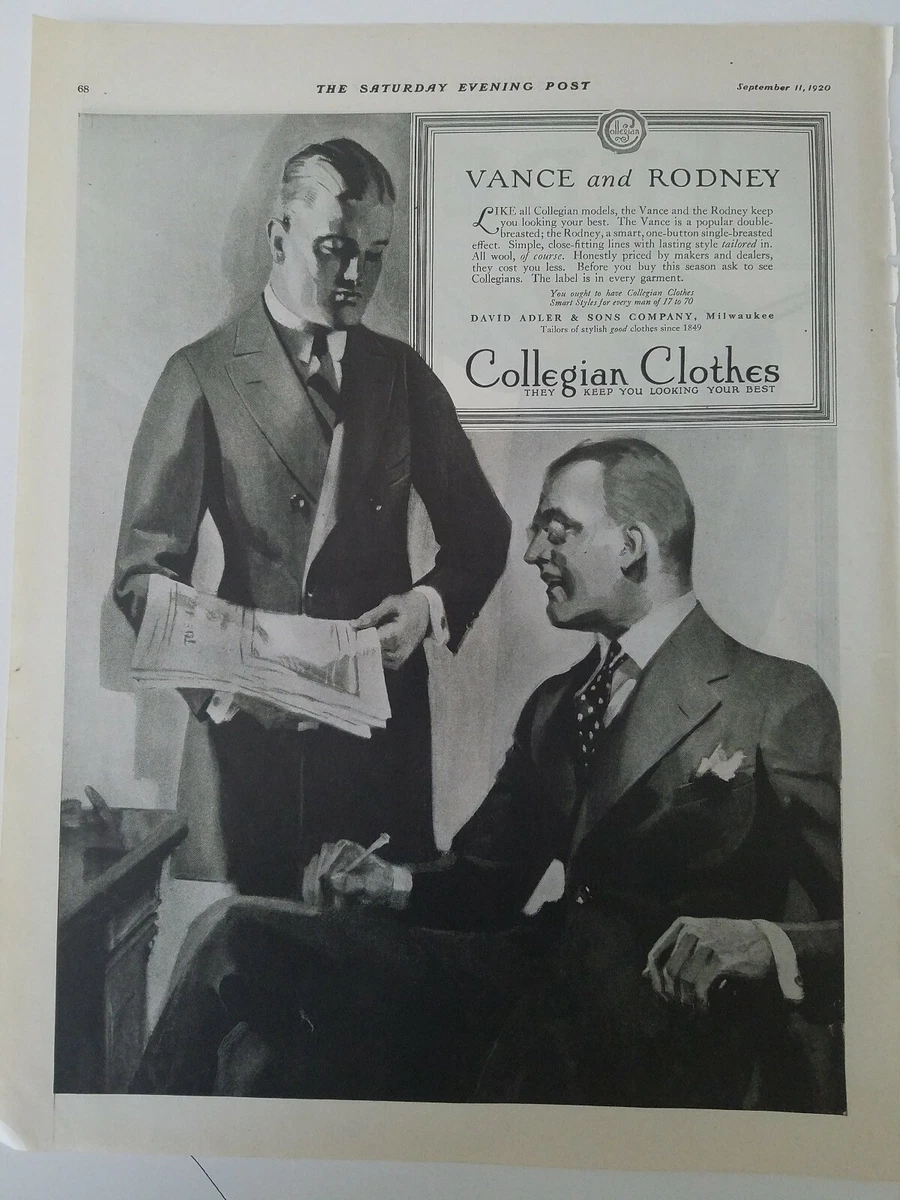 68
THE SATURDAY EVENING POST
September 11, 1920
Collegian
VANCE and RODNEY
LIKE all Collegian models, the Vance and the Rodney keep
you looking your best. The Vance is a popular double-
breasted; the Rodney, a smart, one-button single-breasted
effect. Simple, close-fitting lines with lasting style tailored in.
All wool, of course. Honestly priced by makers and dealers,
they cost you less. Before you buy this season ask to see
Collegians. The label is in every garment.
You ought to have Collegian Clothes
Smart Styles for every man of 17 to 70
DAVID ADLER & SONS COMPANY, Milwaukee
Tailors of stylish good clothes since 1849
Collegian Clothes
THEY KEEP YOU LOOKING YOUR BEST